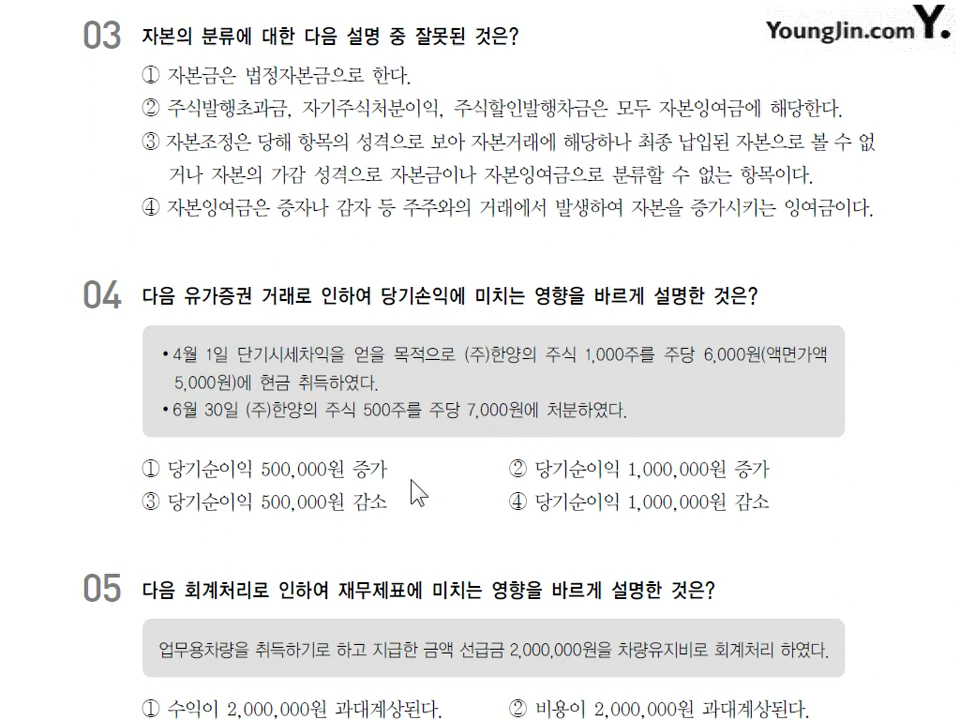 YoungJin.com Y.
03 자본의 분류에 대한 다음 설명 중 잘못된 것은?
① 자본금은 법정자본금으로 한다.
② 주식발행초과금, 자기주식처분이익, 주식할인발행차금은 모두 자본잉여금에 해당한다.
③ 자본조정은 당해 항목의 성격으로 보아 자본거래에 해당하나 최종 납입된 자본으로 볼 수 없
거나 자본의 가감 성격으로 자본금이나 자본잉여금으로 분류할 수 없는 항목이다.
④ 자본잉여금은 증자나 감자 등 주주와의 거래에서 발생하여 자본을 증가시키는 잉여금이다.
04 다음 유가증권 거래로 인하여 당기손익에 미치는 영향을 바르게 설명한 것은?
• 4월 1일 단기시세차익을 얻을 목적으로 (주)한양의 주식 1,000주를 주당 6,000원(액면가액
5,000원)에 현금 취득하였다.
• 6월 30일 (주)한양의 주식 500주를 주당 7,000원에 처분하였다.
① 당기순이익 500,000원 증가 ② 당기순이익 1,000,000원 증가
③ 당기순이익 500,000원 감소 ④ 당기순이익 1,000,000원 감소
05 다음 회계처리로 인하여 재무제표에 미치는 영향을 바르게 설명한 것은?
업무용차량을 취득하기로 하고 지급한 금액 선급금 2,000,000원을 차량유지비로 회계처리 하였다.
① 수익이 2,000,000원 과대계상된다. ② 비용이 2,000,000원 과대계상된다.